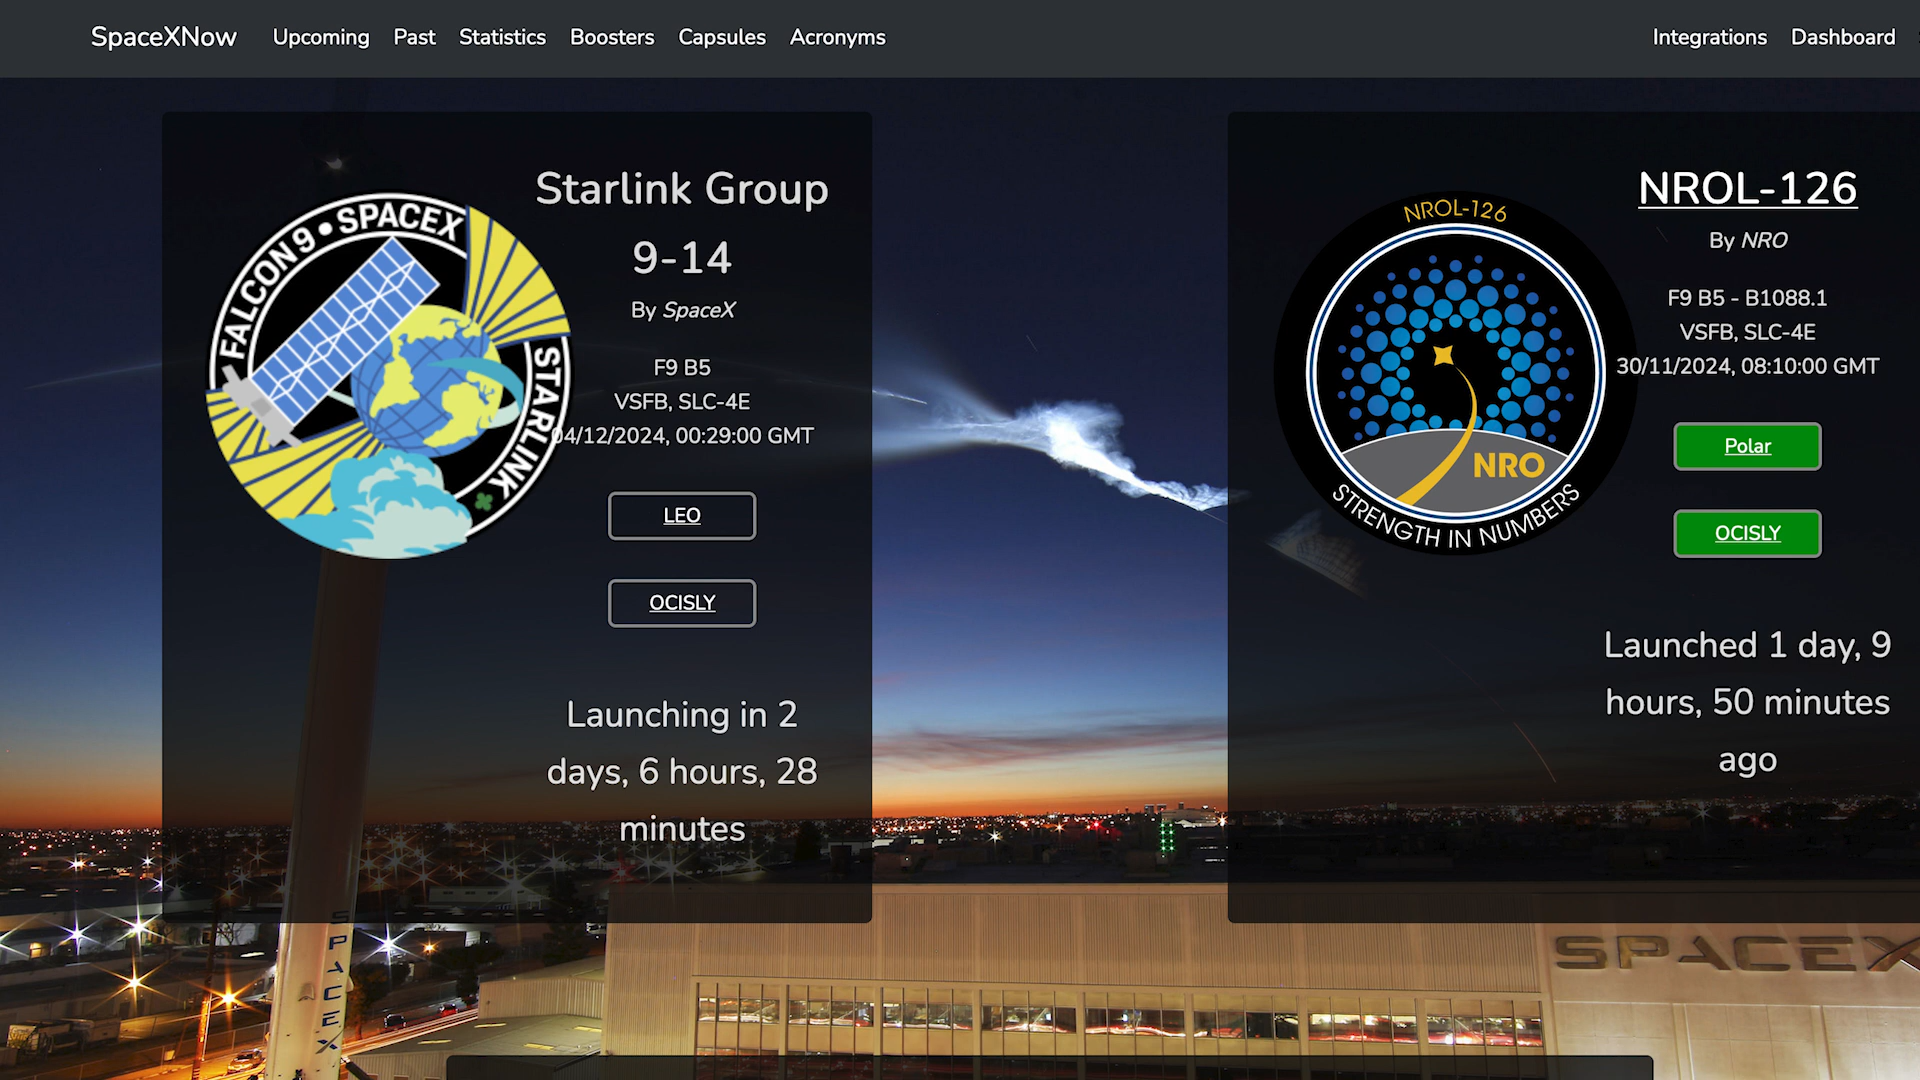 SpaceXNow Upcoming Past Statistics Boosters Capsules Acronyms Integrations Dashboard
FALCON 9 • SPACEX
STARLINK
Starlink Group
9-14
By SpaceX
F9 B5
VSFB, SLC-4E
04/12/2024, 00:29:00 GMT
LEO
OCISLY
Launching in 2
days, 6 hours, 28
minutes
NROL-126
NRO
STRENGTH IN NUMBERS
NROL-126
By NRO
F9 B5 - B1088.1
VSFB, SLC-4E
30/11/2024, 08:10:00 GMT
Polar
OCISLY
Launched 1 day, 9
hours, 50 minutes
ago
SPACEX
SPACEX